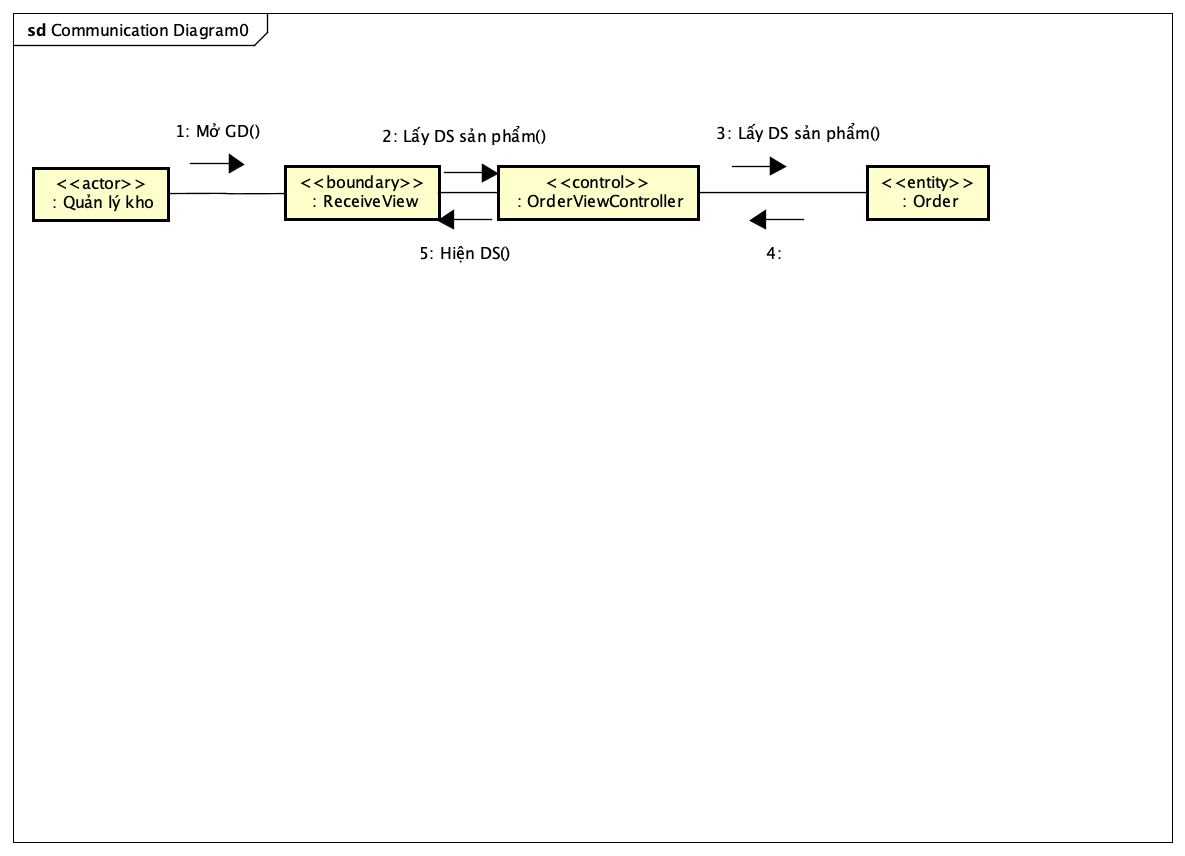 sd Communication Diagram0
1: Mở GD()
2: Lấy DS sản phẩm()
3: Lấy DS sản phẩm()
<<actor>>
: Quản lý kho
<<boundary>>
: ReceiveView
<<control>>
: OrderViewController
<<entity>>
: Order
5: Hiện DS()
4: